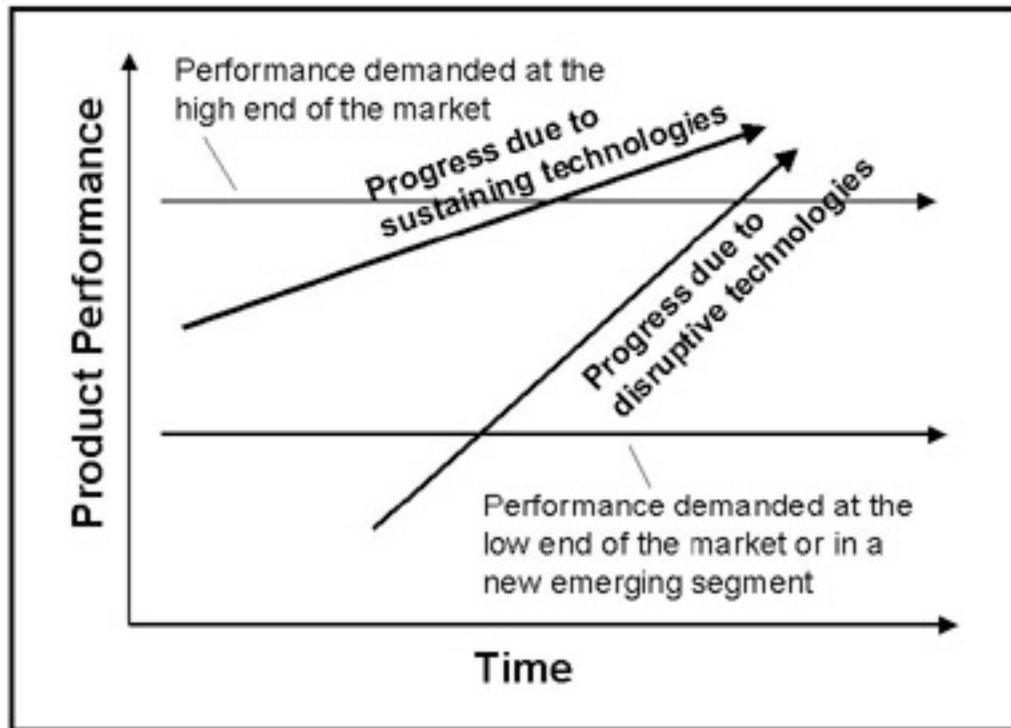 Performance demanded at the
high end of the market
Progress due to
sustaining technologies
Product Performance
Progress due to
disruptive technologies
Performance demanded at the
low end of the market or in a
new emerging segment
Time